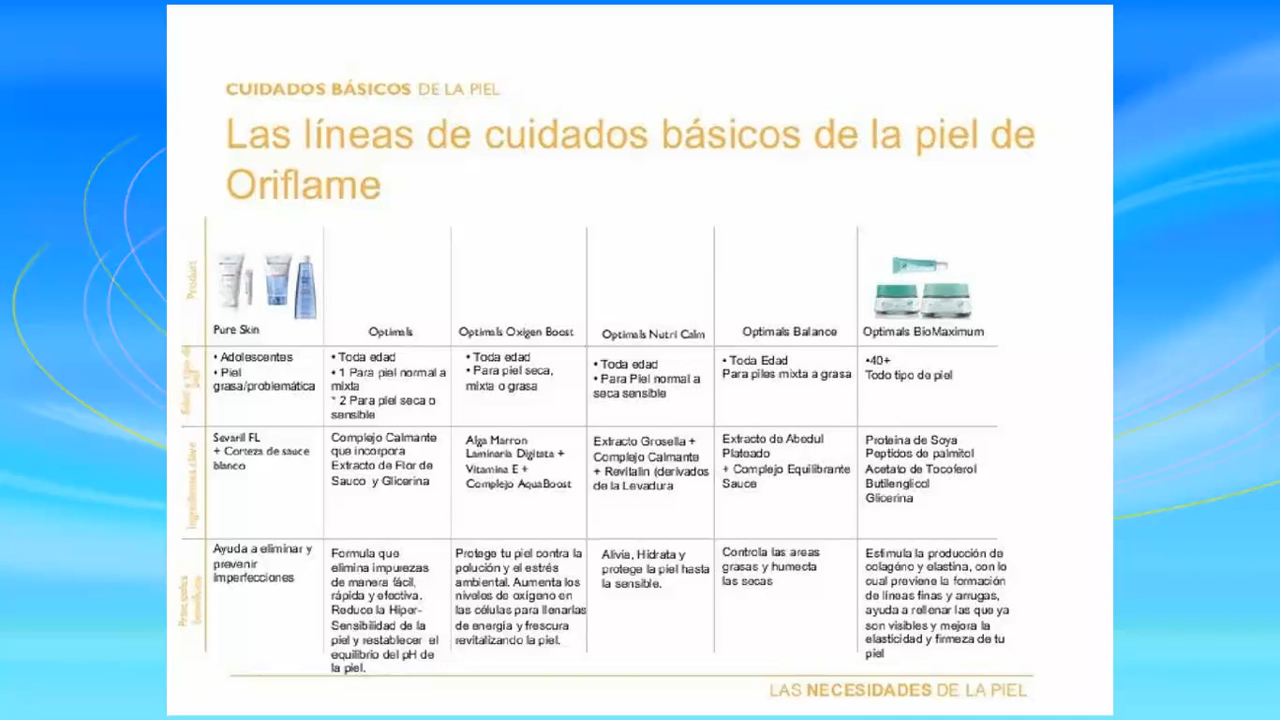 CUIDADOS BÁSICOS DE LA PIEL
Las líneas de cuidados básicos de la piel de
Oriflame
Product
Pure Skin
Optimals
Optimals Oxigen Boost
Optimals Nutri Calm
Optimals Balance
Optimals BioMaximum
• Adolescentes
• Piel
grasa/problemática
• Toda edad
• 1 Para piel normal a
mixta
* 2 Para piel seca o
sensible
• Toda edad
• Para piel seca,
mixta o grasa
• Toda edad
• Para Piel normal a
seca sensible
• Toda Edad
Para piles mixta a grasa
•40+
Todo tipo de piel
Ingredientes clave
Sevaril FL
+ Corteza de sauce
blanco
Complejo Calmante
que incorpora
Extracto de Flor de
Sauco y Glicerina
Alga Marron
Laminaria Digitata +
Vitamina E +
Complejo AquaBoost
Extracto Grosella +
Complejo Calmante
+ Revitalin (derivados
de la Levadura
Extracto de Abedul
Plateado
+ Complejo Equilibrante
Sauce
Proteina de Soya
Peptidos de palmitol
Acetato de Tocoferol
Butilenglicol
Glicerina
Ayuda a eliminar y
prevenir
imperfecciones
Formula que
elimina impurezas
de manera fácil,
rápida y efectiva.
Reduce la Hiper-
Sensibilidad de la
piel y restablecer el
equilibrio del pH de
la piel.
Protege tu piel contra la
polución y el estrés
ambiental. Aumenta los
niveles de oxígeno en
las células para llenarlas
de energía y frescura
revitalizando la piel.
Alivia, Hidrata y
protege la piel hasta
la sensible.
Controla las areas
grasas y humecta
las secas
Estimula la producción de
colagéno y elastina, con lo
cual previene la formación
de líneas finas y arrugas,
ayuda a rellenar las que ya
son visibles y mejora la
elasticidad y firmeza de tu
piel
LAS NECESIDADES DE LA PIEL